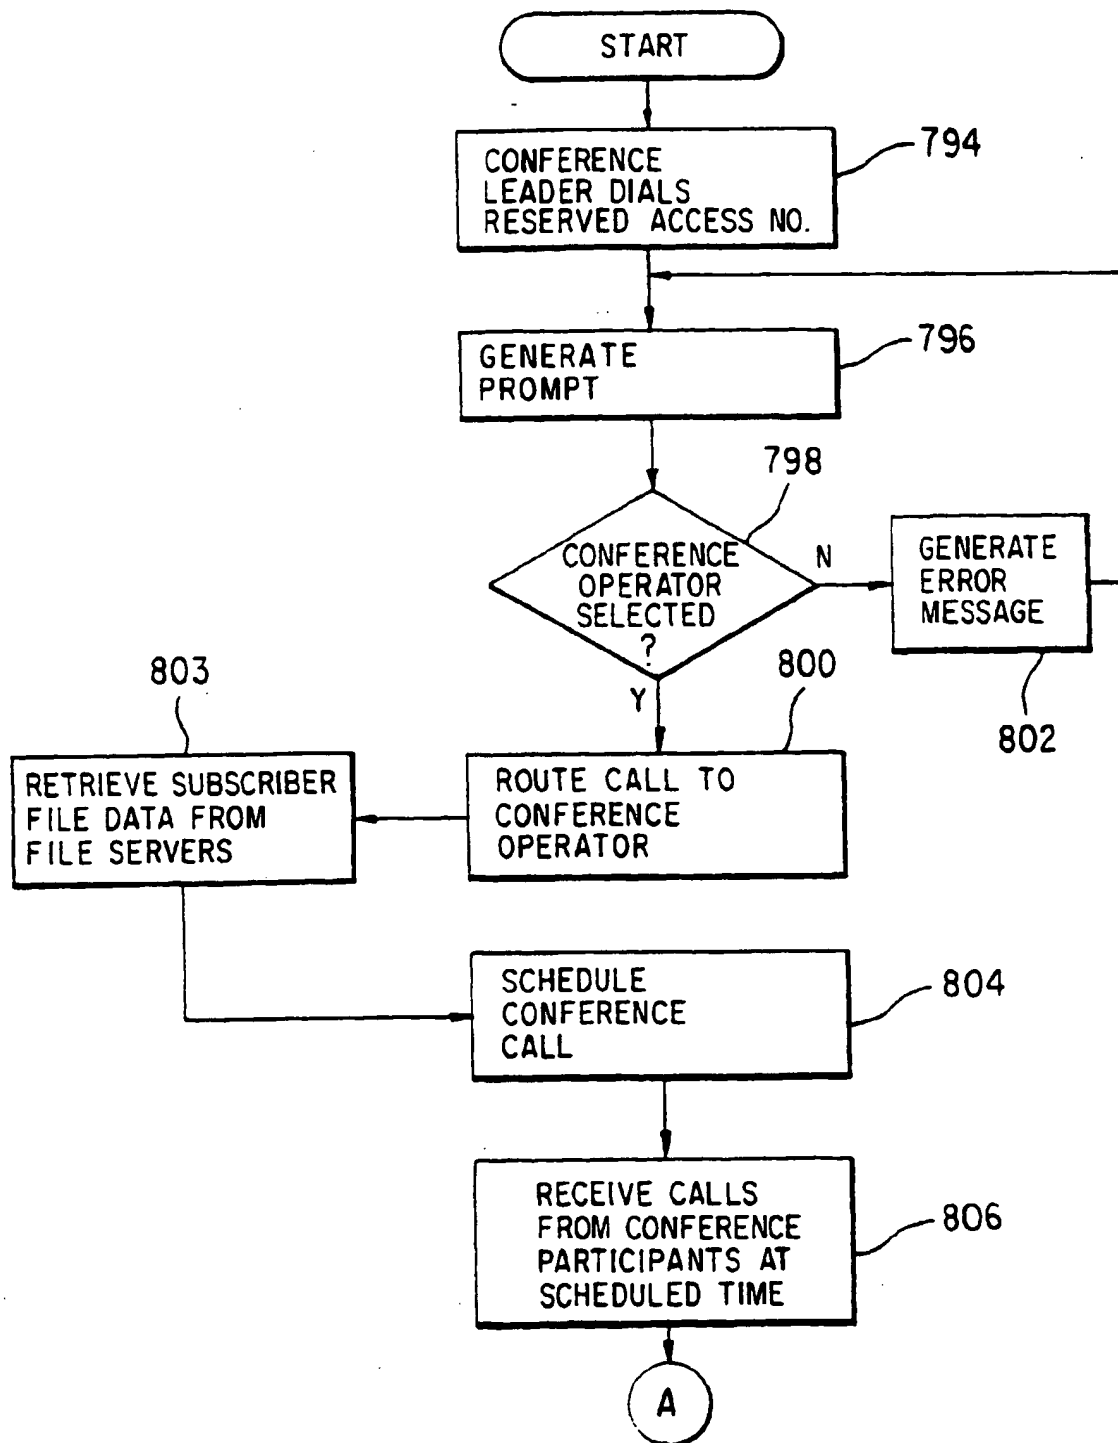 START
CONFERENCE
LEADER DIALS
RESERVED ACCESS NO.
794
GENERATE
PROMPT
796
798
CONFERENCE
OPERATOR
SELECTED
?
N
Y
GENERATE
ERROR
MESSAGE
802
803
800
RETRIEVE SUBSCRIBER
FILE DATA FROM
FILE SERVERS
ROUTE CALL TO
CONFERENCE
OPERATOR
SCHEDULE
CONFERENCE
CALL
804
RECEIVE CALLS
FROM CONFERENCE
PARTICIPANTS AT
SCHEDULED TIME
806
A